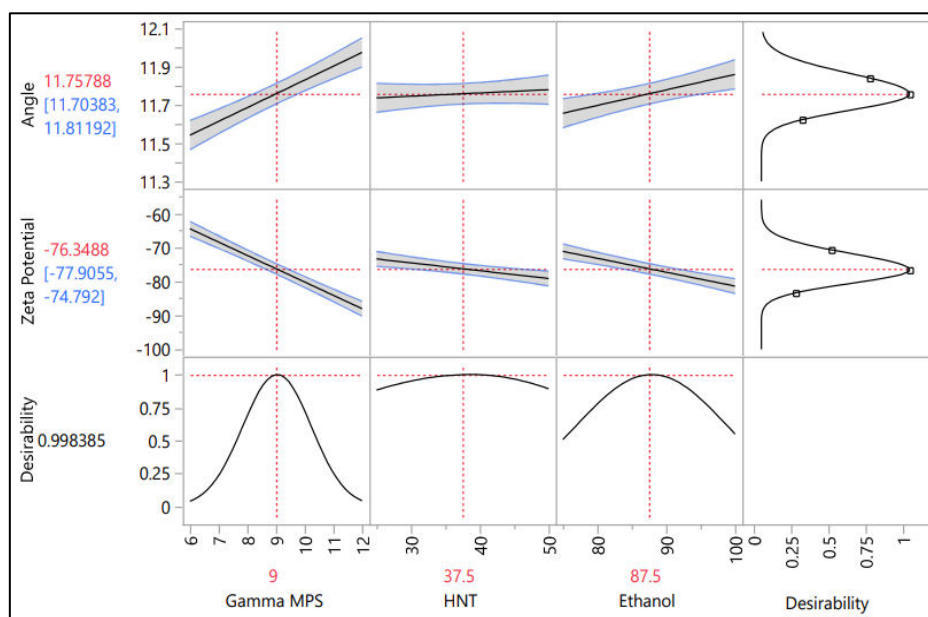 12.1
11.9
11.7
11.5
11.3
Angle
11.75788
[11.70383,
11.81192]
-60
-70
-80
-90
-100
Zeta Potential
-76.3488
[-77.9055,
-74.792]
1
0.75
0.5
0.25
0
Desirability
0.998385
6 7 8 9 10 11 12
30 40 50
80 90 100
0 0.25 0.5 0.75 1
9 37.5 87.5
Gamma MPS HNT Ethanol Desirability